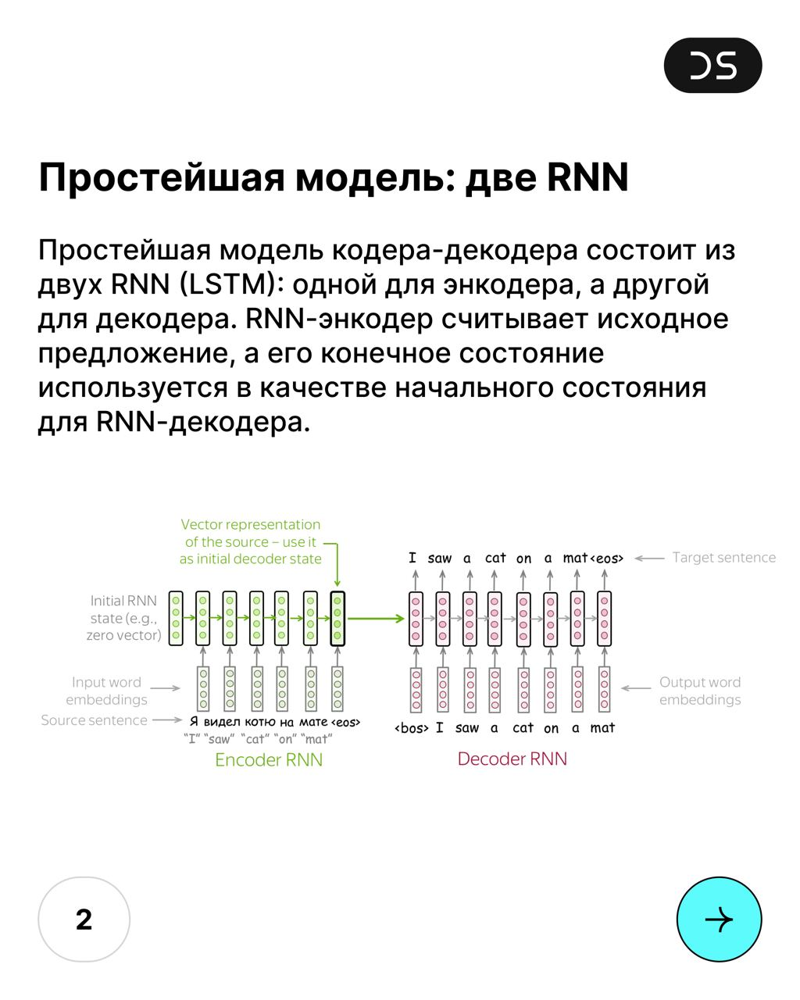 DS
Простейшая модель: две RNN
Простейшая модель кодера-декодера состоит из
двух RNN (LSTM): одной для энкодера, а другой
для декодера. RNN-энкодер считывает исходное
предложение, а его конечное состояние
используется в качестве начального состояния
для RNN-декодера.
Vector representation
of the source – use it
as initial decoder state
I saw a cat on a mat <eos>
Target sentence
Initial RNN
state (e.g.,
zero vector)
Input word
embeddings
Output word
embeddings
Source sentence
Я видел котю на мате <eos>
"I" "saw" "cat" "on" "mat"
Encoder RNN
<bos> I saw a cat on a mat
Decoder RNN
2